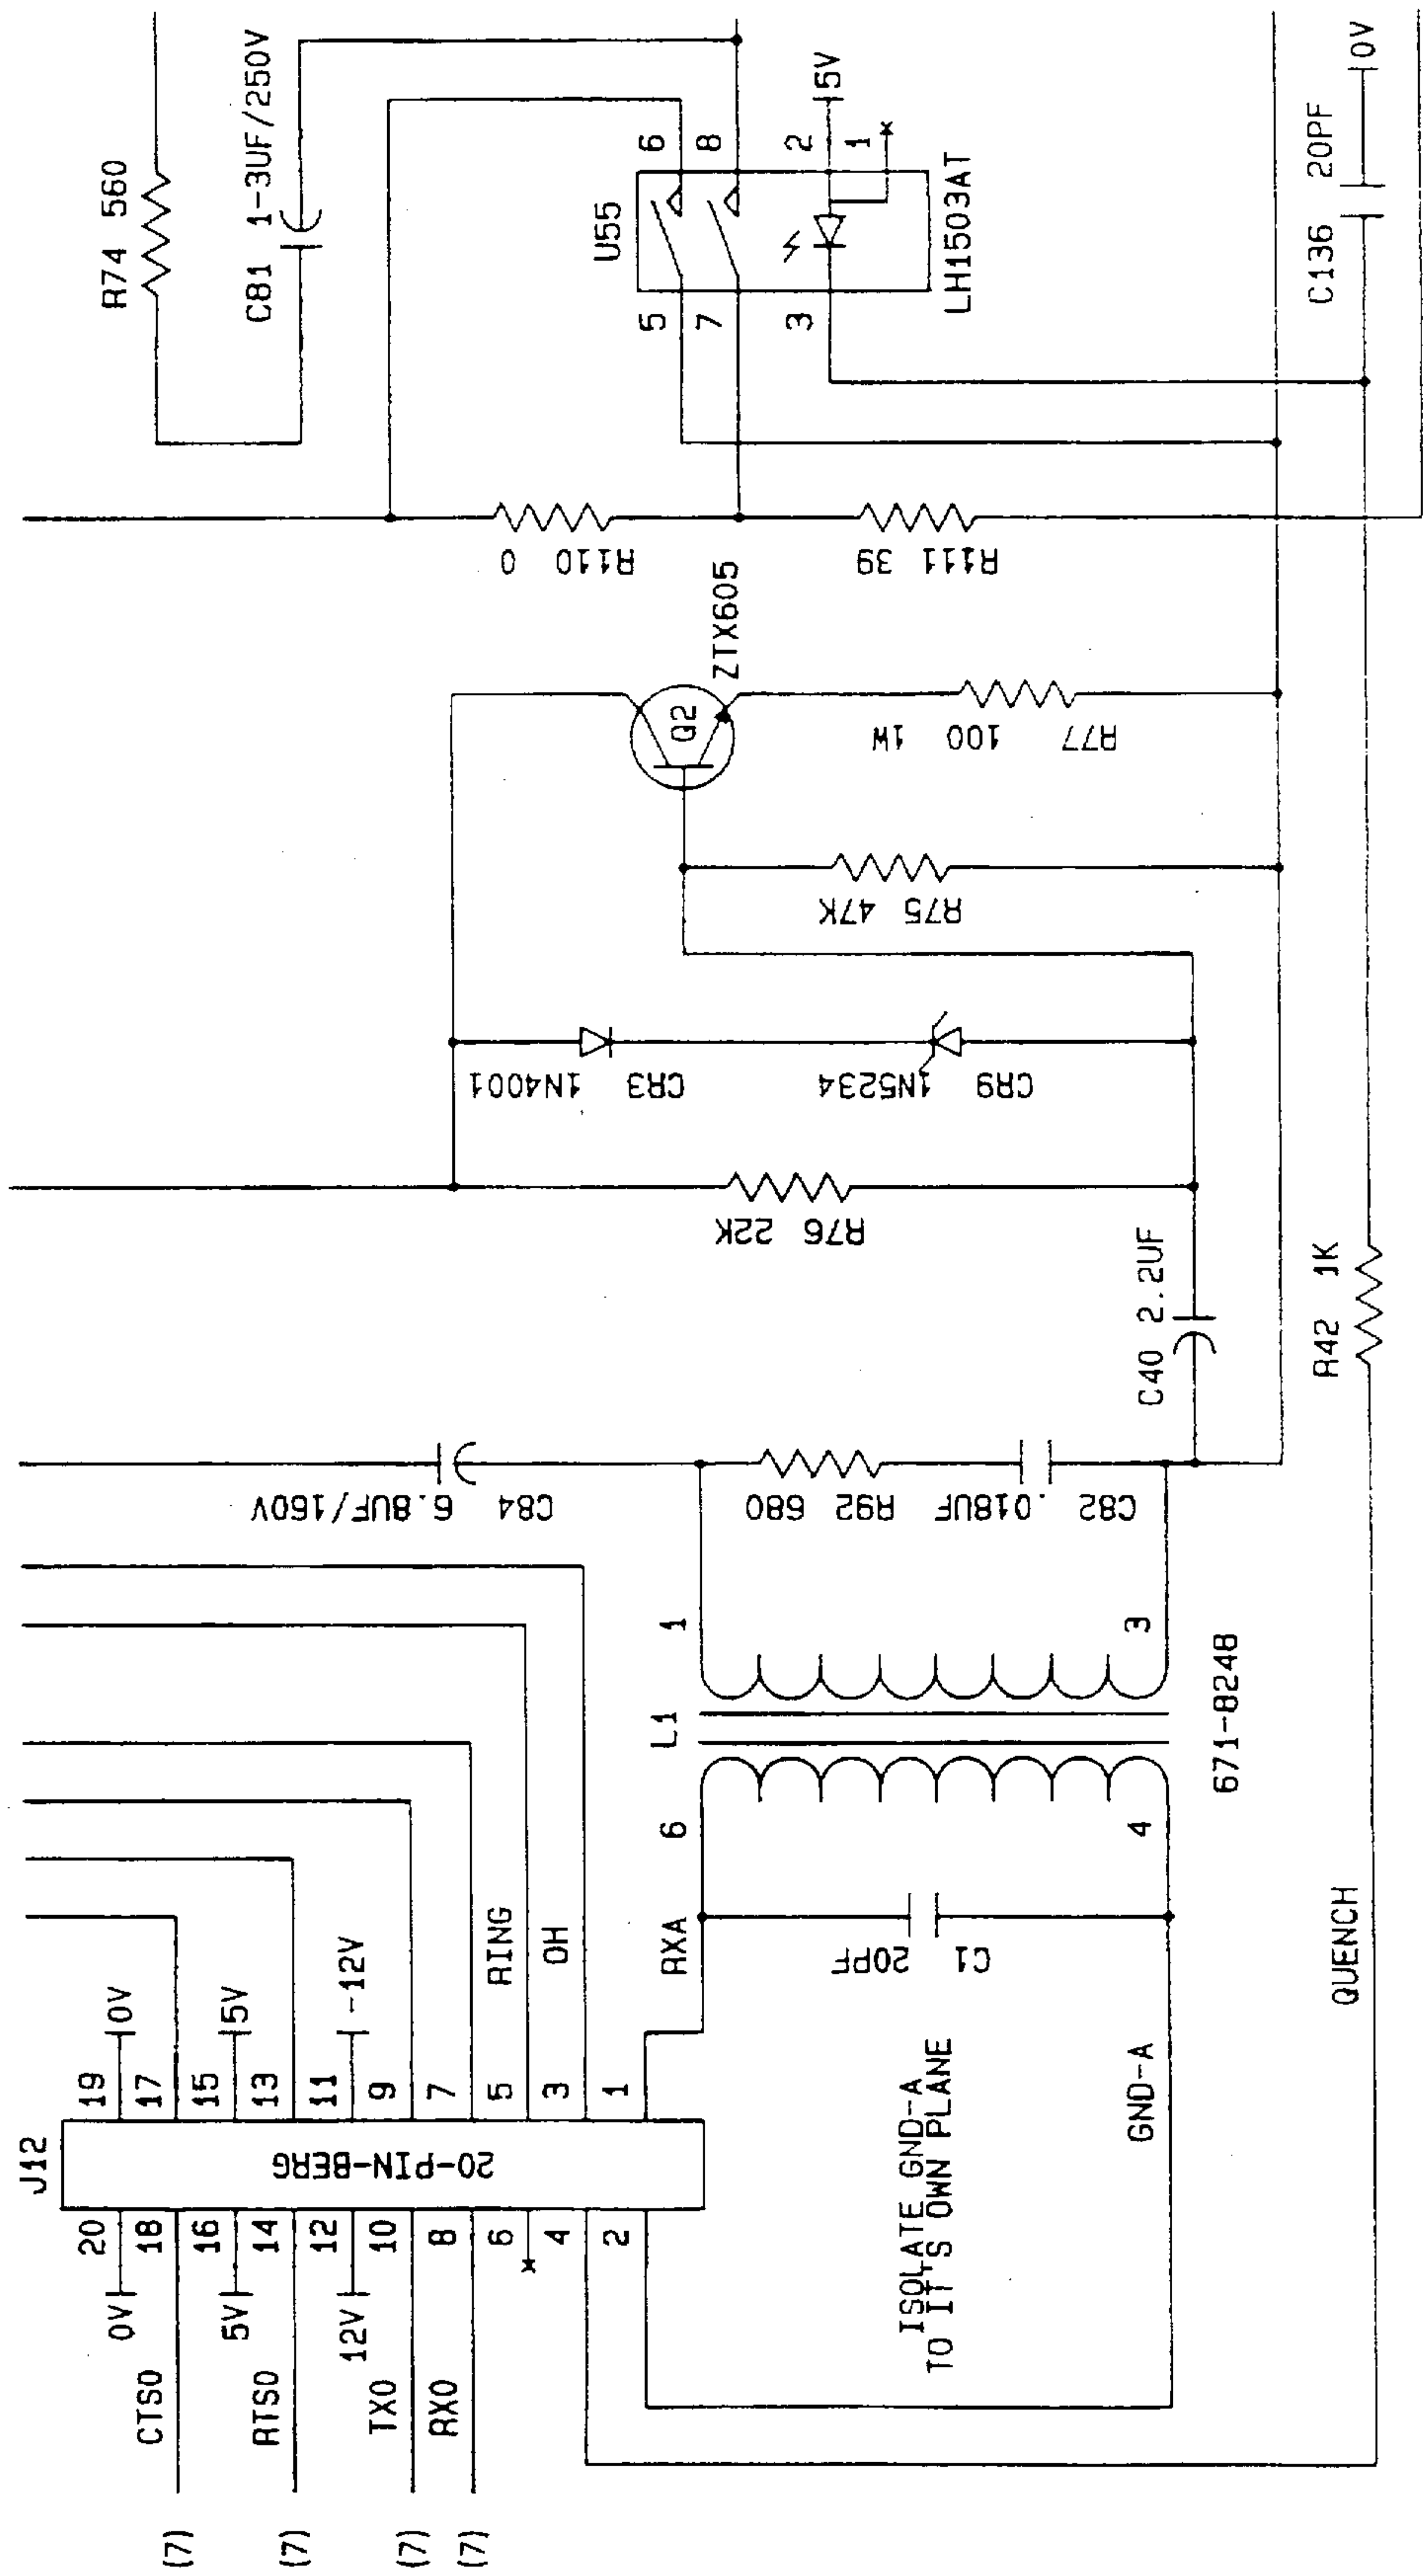 R74 560
C81 1-3UF/250V
U55
5
6
7
8
3
2
1
5V
LH1503AT
C136 20PF
0V
R110 0
R111 39
Q2
ZTX605
R77 100 1W
R75 47K
CR3 1N4001
CR9 1N5234
R76 22K
C40 2.2UF
R42 1K
C84 6.8UF/160V
R92 680
C82 .018UF
L1
1
3
6
4
671-8248
RXA
C1 20PF
GND-A
ISOLATE GND-A
TO IT'S OWN PLANE
QUENCH
J12
20-PIN-BERG
20
18
16
14
12
10
8
6
4
2
19
17
15
13
11
9
7
5
3
1
0V
5V
-12V
RING
OH
0V
5V
12V
(7) CTS0
(7) RTS0
(7) TX0
(7) RX0